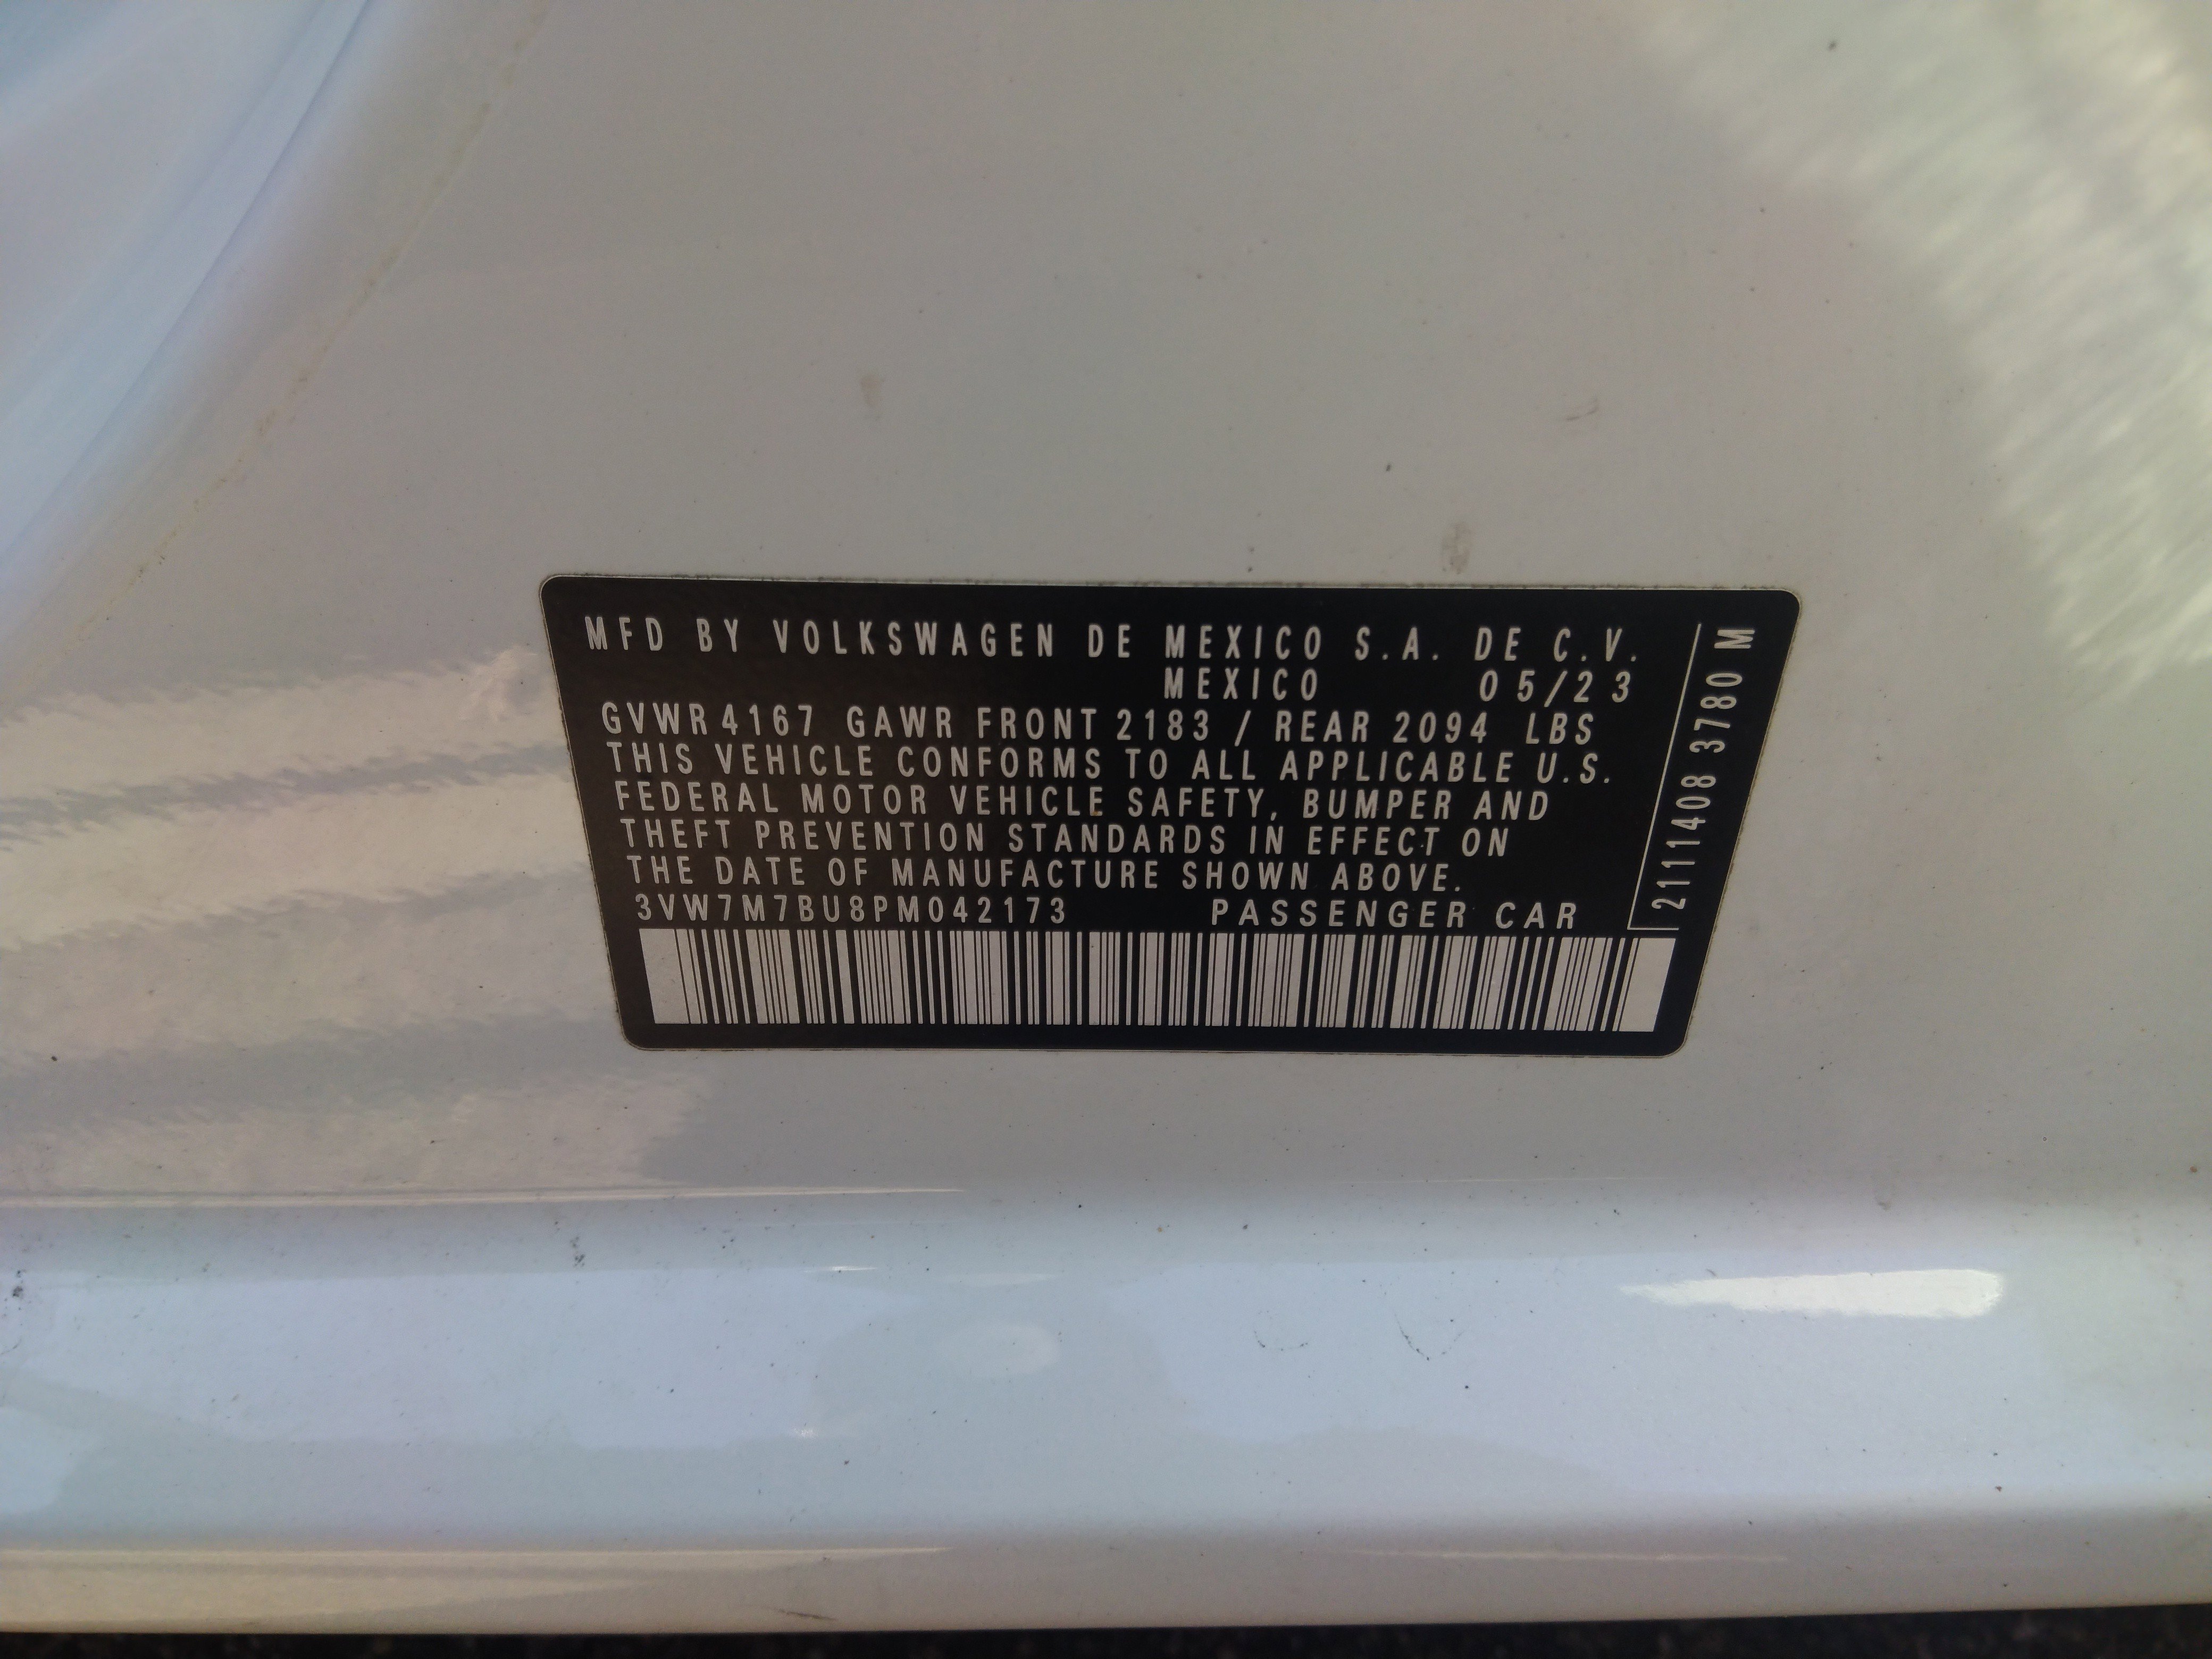 MFD BY VOLKSWAGEN DE MEXICO S.A. DE C.V.
MEXICO 05/23
GVWR 4167 GAWR FRONT 2183 / REAR 2094 LBS
THIS VEHICLE CONFORMS TO ALL APPLICABLE U.S.
FEDERAL MOTOR VEHICLE SAFETY, BUMPER AND
THEFT PREVENTION STANDARDS IN EFFECT ON
THE DATE OF MANUFACTURE SHOWN ABOVE.
3VW7M7BU8PM042173 PASSENGER CAR
2111408 3780 M